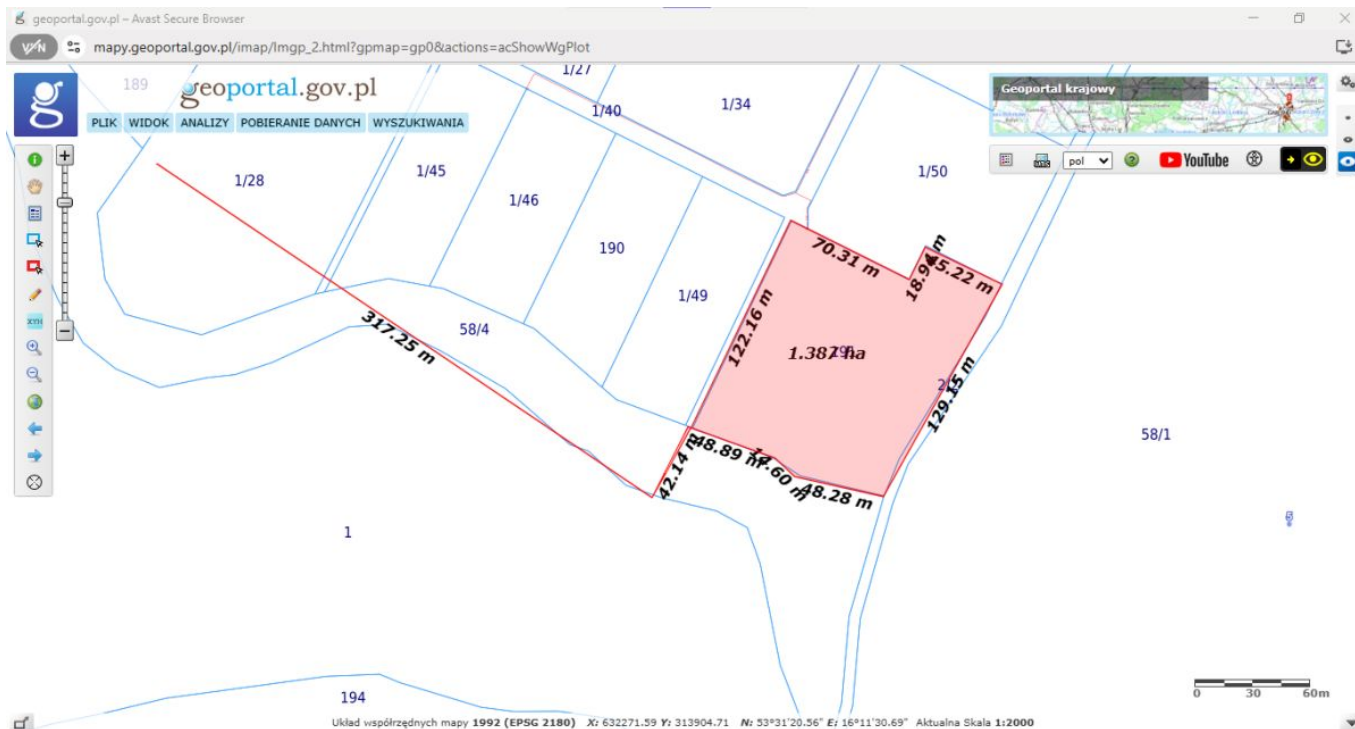 geoportal.gov.pl – Avast Secure Browser
VPN mapy.geoportal.gov.pl/imap/Imgp_2.html?gpmap=gp0&actions=acShowWgPlot
189
geoportal.gov.pl
PLIK WIDOK ANALIZY POBIERANIE DANYCH WYSZUKIWANIA
Geoportal krajowy
pol
YouTube
1/27
1/40
1/34
1/28
1/45
1/46
190
1/49
1/50
58/4
58/1
1
194
317.25 m
42.14 m
122.16 m
70.31 m
18.94 m
45.22 m
129.15 m
48.28 m
48.89 m
1.387 ha
0 30 60m
Układ współrzędnych mapy 1992 (EPSG 2180) X: 632271.59 Y: 313904.71 N: 53°31'20.56" E: 16°11'30.69" Aktualna Skala 1:2000